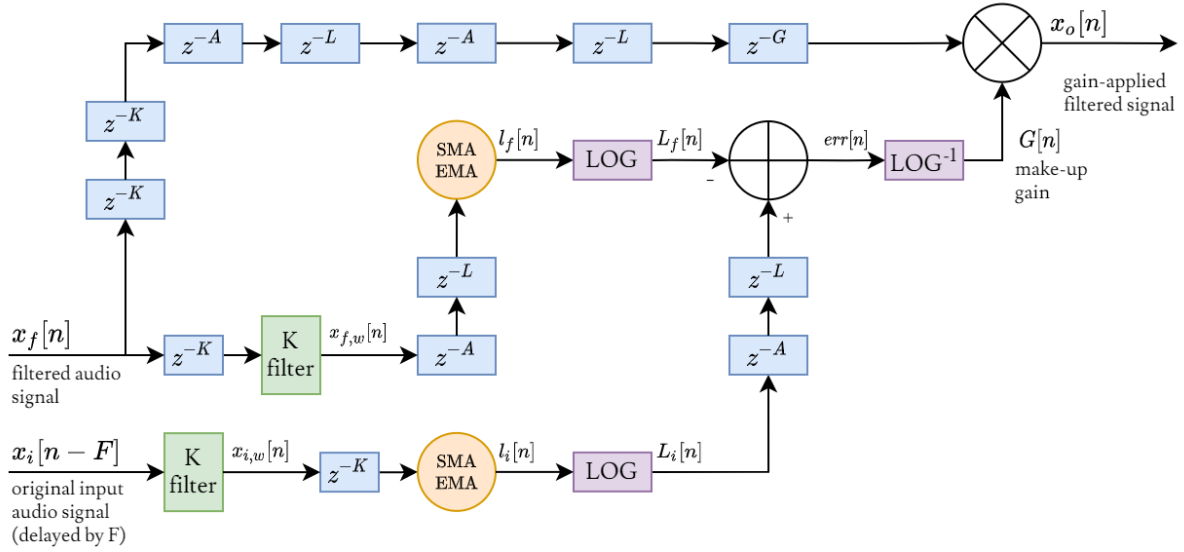 z^{-A}
z^{-L}
z^{-A}
z^{-L}
z^{-G}
x_o[n]
gain-applied
filtered signal
z^{-K}
z^{-K}
SMA
EMA
l_f[n]
LOG
L_f[n]
-
+
err[n]
LOG^{-1}
G[n]
make-up
gain
z^{-L}
z^{-L}
x_f[n]
filtered audio
signal
z^{-K}
K
filter
x_{f,w}[n]
z^{-A}
z^{-A}
x_i[n − F]
original input
audio signal
(delayed by F)
K
filter
x_{i,w}[n]
z^{-K}
SMA
EMA
l_i[n]
LOG
L_i[n]